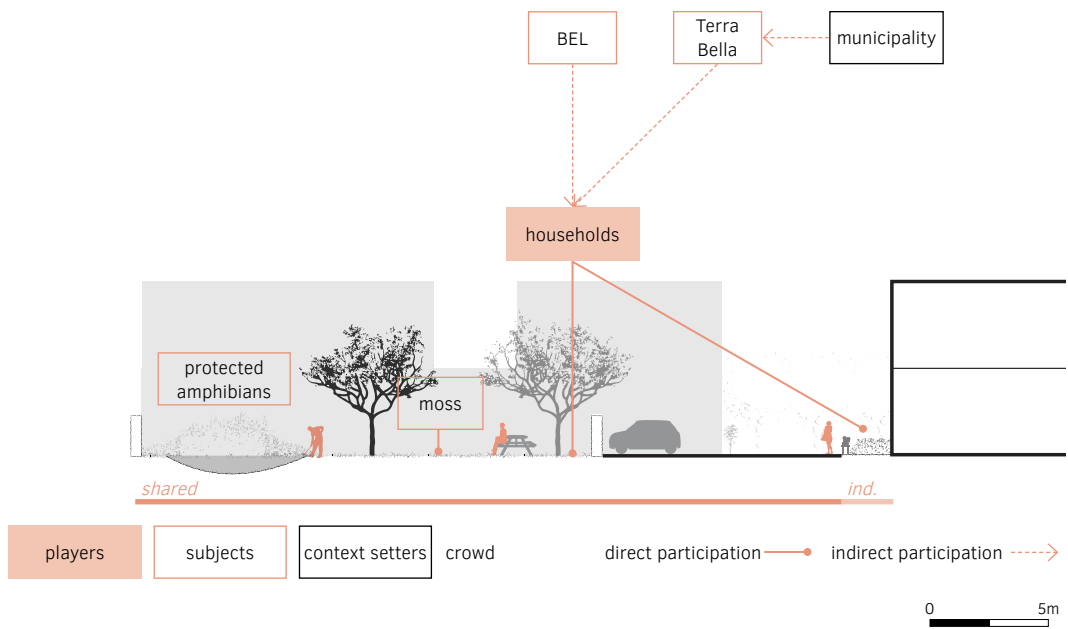 BEL
Terra
Bella
municipality
households
protected
amphibians
moss
shared
ind.
players
subjects
context setters
crowd
direct participation
indirect participation
0
5m